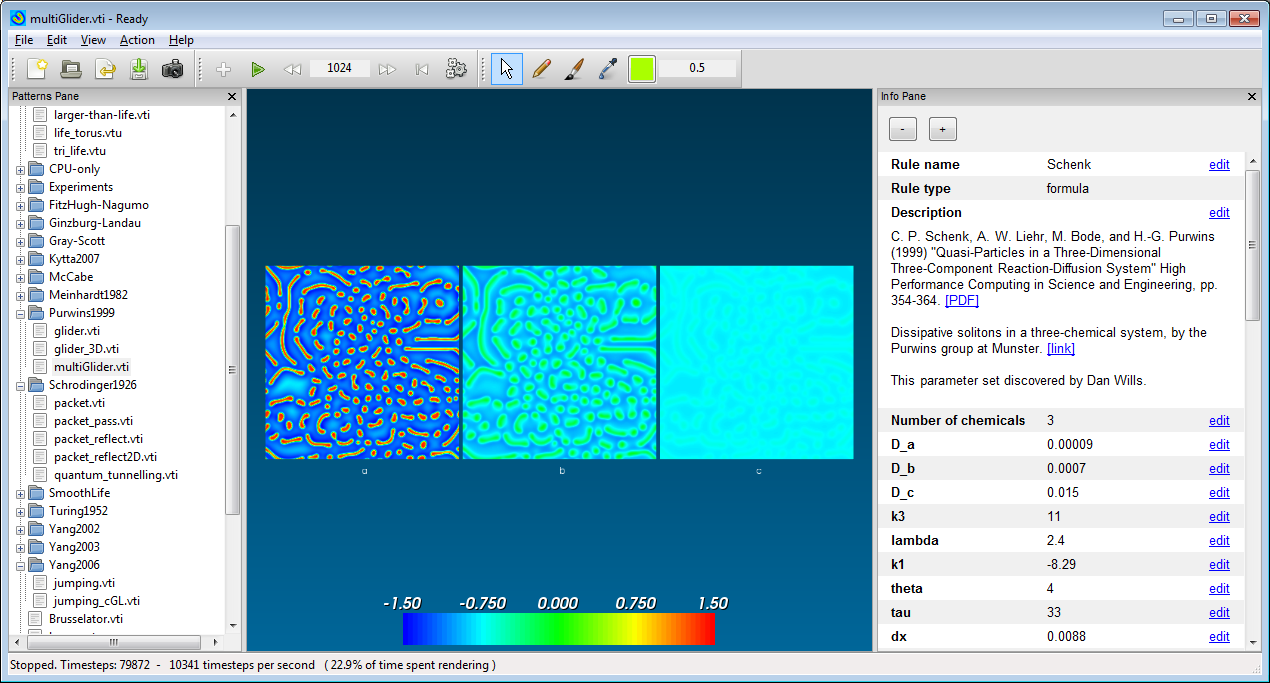 multiGlider.vti - Ready
File Edit View Action Help
1024
0.5
Patterns Pane
larger-than-life.vti
life_torus.vtu
tri_life.vtu
CPU-only
Experiments
FitzHugh-Nagumo
Ginzburg-Landau
Gray-Scott
Kytta2007
McCabe
Meinhardt1982
Purwins1999
glider.vti
glider_3D.vti
multiGlider.vti
Schrodinger1926
packet.vti
packet_pass.vti
packet_reflect.vti
packet_reflect2D.vti
quantum_tunnelling.vti
SmoothLife
Turing1952
Yang2002
Yang2003
Yang2006
jumping.vti
jumping_cGL.vti
Brusselator.vti
a b c
-1.50 -0.750 0.000 0.750 1.50
Info Pane
- +
Rule name Schenk edit
Rule type formula
Description edit
C. P. Schenk, A. W. Liehr, M. Bode, and H.-G. Purwins
(1999) "Quasi-Particles in a Three-Dimensional
Three-Component Reaction-Diffusion System" High
Performance Computing in Science and Engineering, pp.
354-364. [PDF]
Dissipative solitons in a three-chemical system, by the
Purwins group at Munster. [link]
This parameter set discovered by Dan Wills.
Number of chemicals 3 edit
D_a 0.00009 edit
D_b 0.0007 edit
D_c 0.015 edit
k3 11 edit
lambda 2.4 edit
k1 -8.29 edit
theta 4 edit
tau 33 edit
dx 0.0088 edit
Stopped. Timesteps: 79872 - 10341 timesteps per second ( 22.9% of time spent rendering )